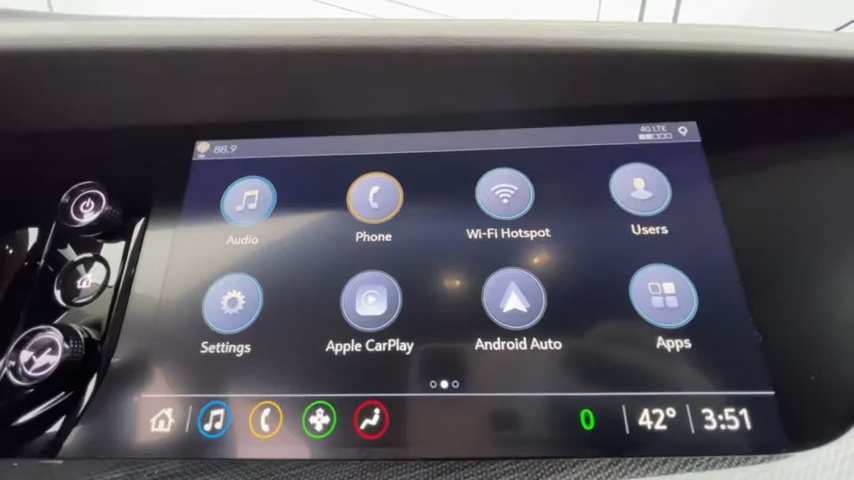 88.9
4G LTE
Audio
Phone
Wi-Fi Hotspot
Users
Settings
Apple CarPlay
Android Auto
Apps
0
42°
3:51